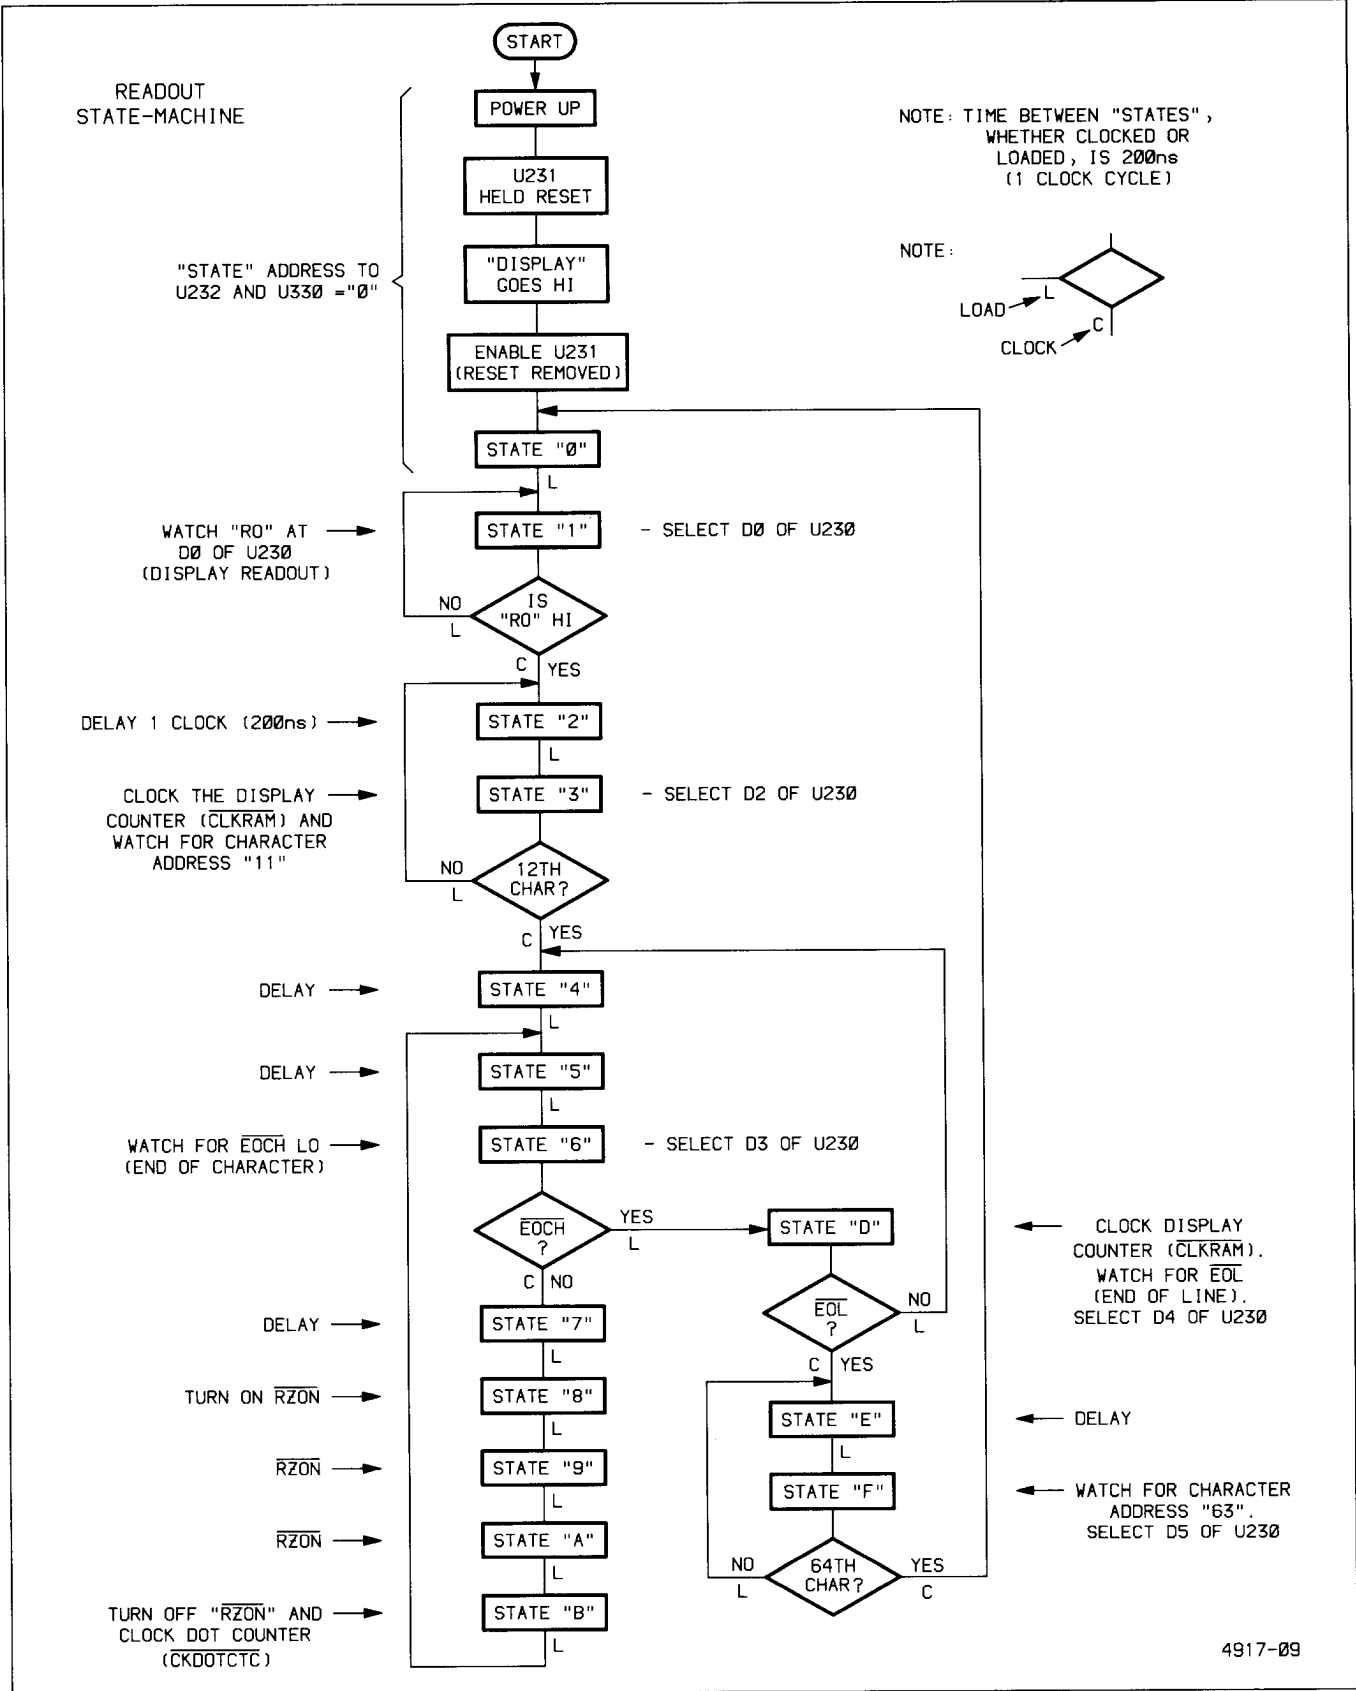 START
READOUT
STATE-MACHINE
POWER UP
NOTE: TIME BETWEEN "STATES",
WHETHER CLOCKED OR
LOADED, IS 200ns
(1 CLOCK CYCLE)
U231
HELD RESET
"STATE" ADDRESS TO
U232 AND U330 ="0"
"DISPLAY"
GOES HI
NOTE:
LOAD
L
C
CLOCK
ENABLE U231
(RESET REMOVED)
STATE "0"
L
WATCH "RO" AT
D0 OF U230
(DISPLAY READOUT)
STATE "1"
- SELECT D0 OF U230
IS
"RO" HI
NO
L
C YES
DELAY 1 CLOCK (200ns)
STATE "2"
L
CLOCK THE DISPLAY
COUNTER (CLKRAM) AND
WATCH FOR CHARACTER
ADDRESS "11"
STATE "3"
- SELECT D2 OF U230
12TH
CHAR?
NO
L
C YES
DELAY
STATE "4"
L
DELAY
STATE "5"
L
WATCH FOR EOCH LO
(END OF CHARACTER)
STATE "6"
- SELECT D3 OF U230
EOCH
?
YES
L
C NO
STATE "D"
CLOCK DISPLAY
COUNTER (CLKRAM).
WATCH FOR EOL
(END OF LINE).
SELECT D4 OF U230
EOL
?
NO
L
C YES
DELAY
STATE "7"
L
TURN ON RZON
STATE "8"
L
STATE "E"
L
DELAY
RZON
STATE "9"
L
STATE "F"
WATCH FOR CHARACTER
ADDRESS "63".
SELECT D5 OF U230
RZON
STATE "A"
L
64TH
CHAR?
NO
L
YES
C
TURN OFF "RZON" AND
CLOCK DOT COUNTER
(CKDOTCTC)
STATE "B"
L
4917-09